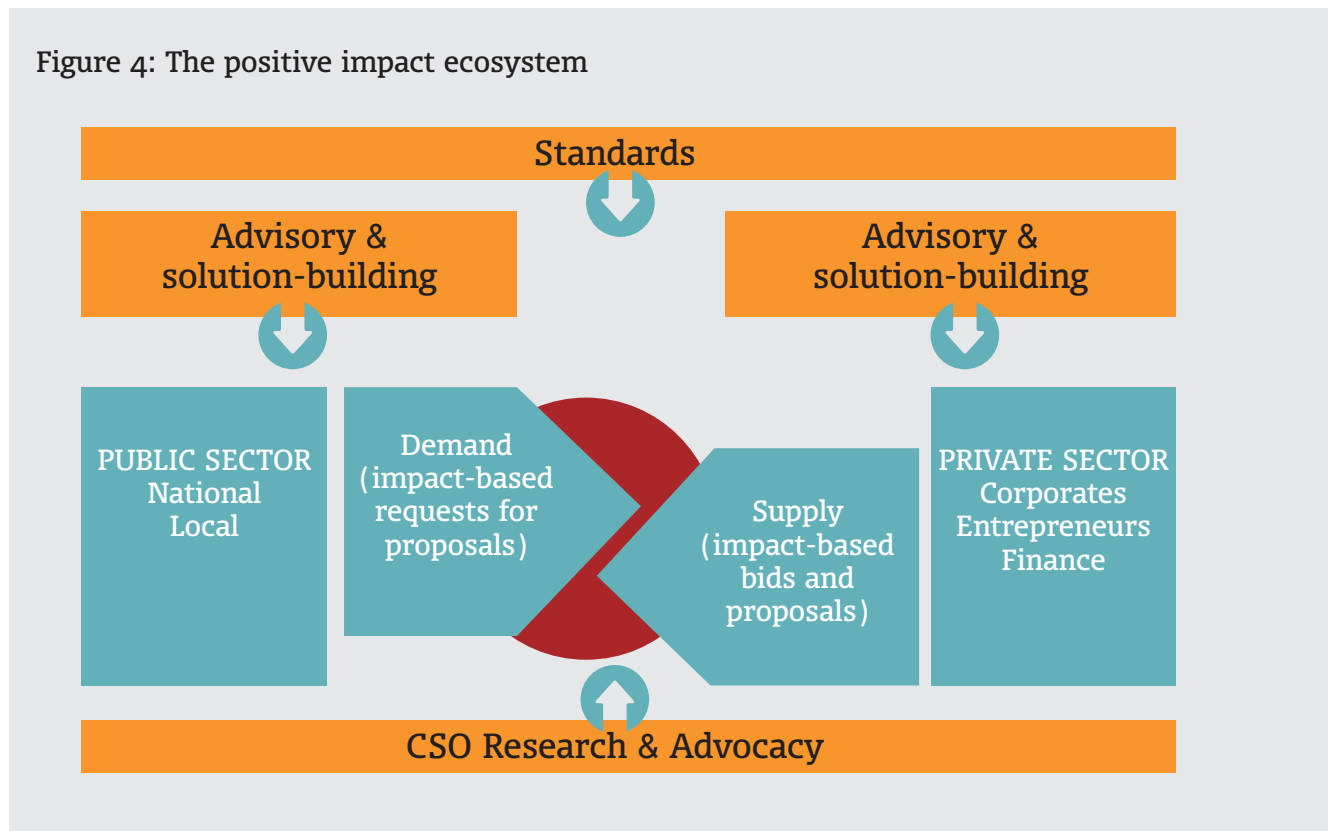 Figure 4: The positive impact ecosystem
Standards
Advisory &
solution-building
Advisory &
solution-building
PUBLIC SECTOR
National
Local
Demand
(impact-based
requests for
proposals)
Supply
(impact-based
bids and
proposals)
PRIVATE SECTOR
Corporates
Entrepreneurs
Finance
CSO Research & Advocacy